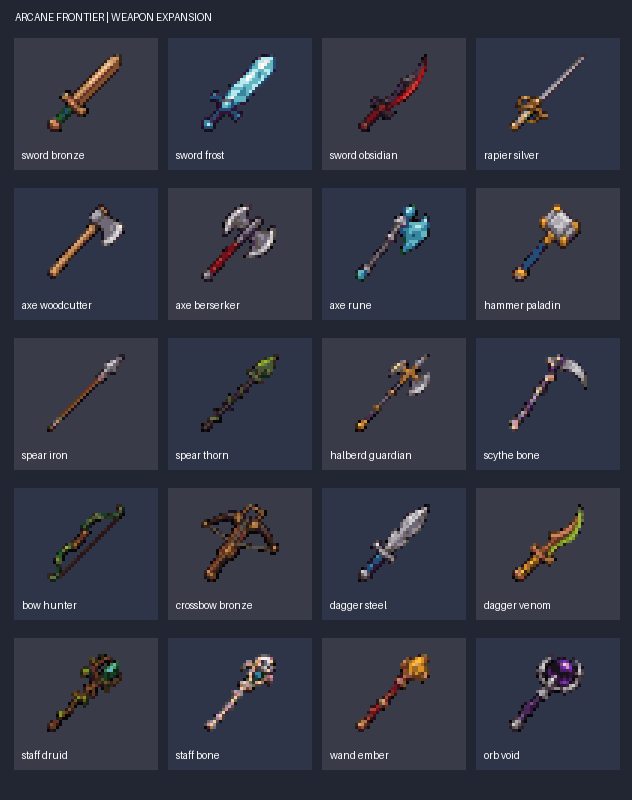 ARCANE FRONTIER | WEAPON EXPANSION
sword bronze
sword frost
sword obsidian
rapier silver
axe woodcutter
axe berserker
axe rune
hammer paladin
spear iron
spear thorn
halberd guardian
scythe bone
bow hunter
crossbow bronze
dagger steel
dagger venom
staff druid
staff bone
wand ember
orb void